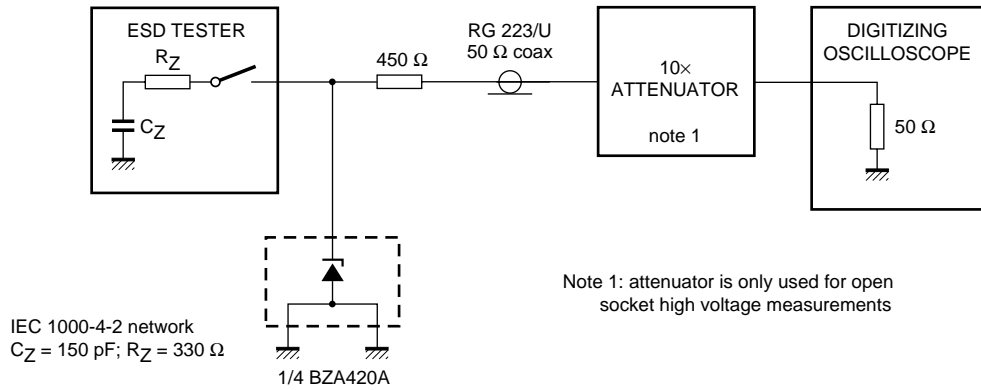 ESD TESTER
RZ
CZ
450 Ω
RG 223/U
50 Ω coax
10×
ATTENUATOR
note 1
DIGITIZING
OSCILLOSCOPE
50 Ω
Note 1: attenuator is only used for open
socket high voltage measurements
IEC 1000-4-2 network
CZ = 150 pF; RZ = 330 Ω
1/4 BZA420A